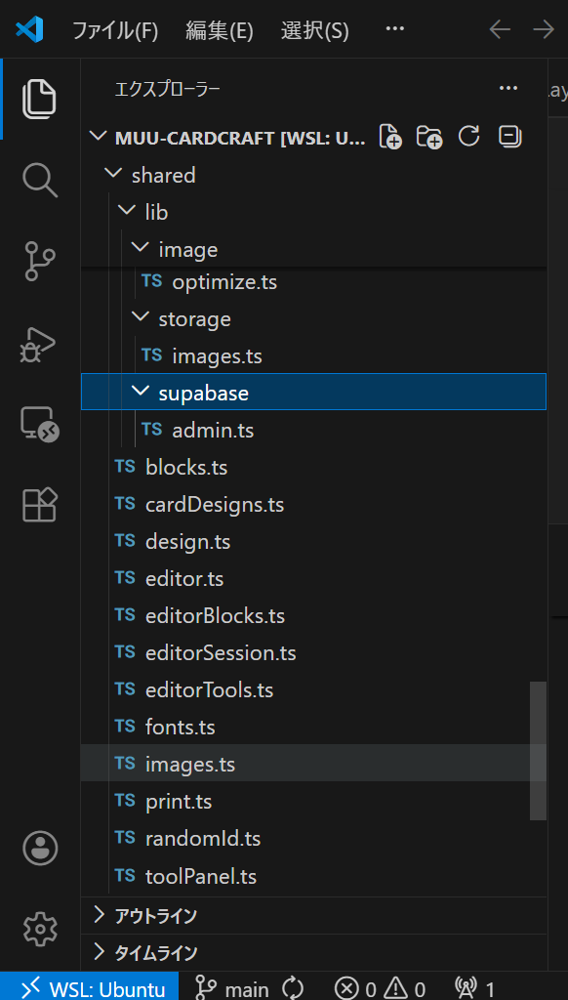 ファイル(F) 編集(E) 選択(S) ···
エクスプローラー ···
MUU-CARDCRAFT [WSL: U...
shared
lib
image
TS optimize.ts
storage
TS images.ts
supabase
TS admin.ts
TS blocks.ts
TS cardDesigns.ts
TS design.ts
TS editor.ts
TS editorBlocks.ts
TS editorSession.ts
TS editorTools.ts
TS fonts.ts
TS images.ts
TS print.ts
TS randomId.ts
TS toolPanel.ts
アウトライン
タイムライン
WSL: Ubuntu main 0 0 1